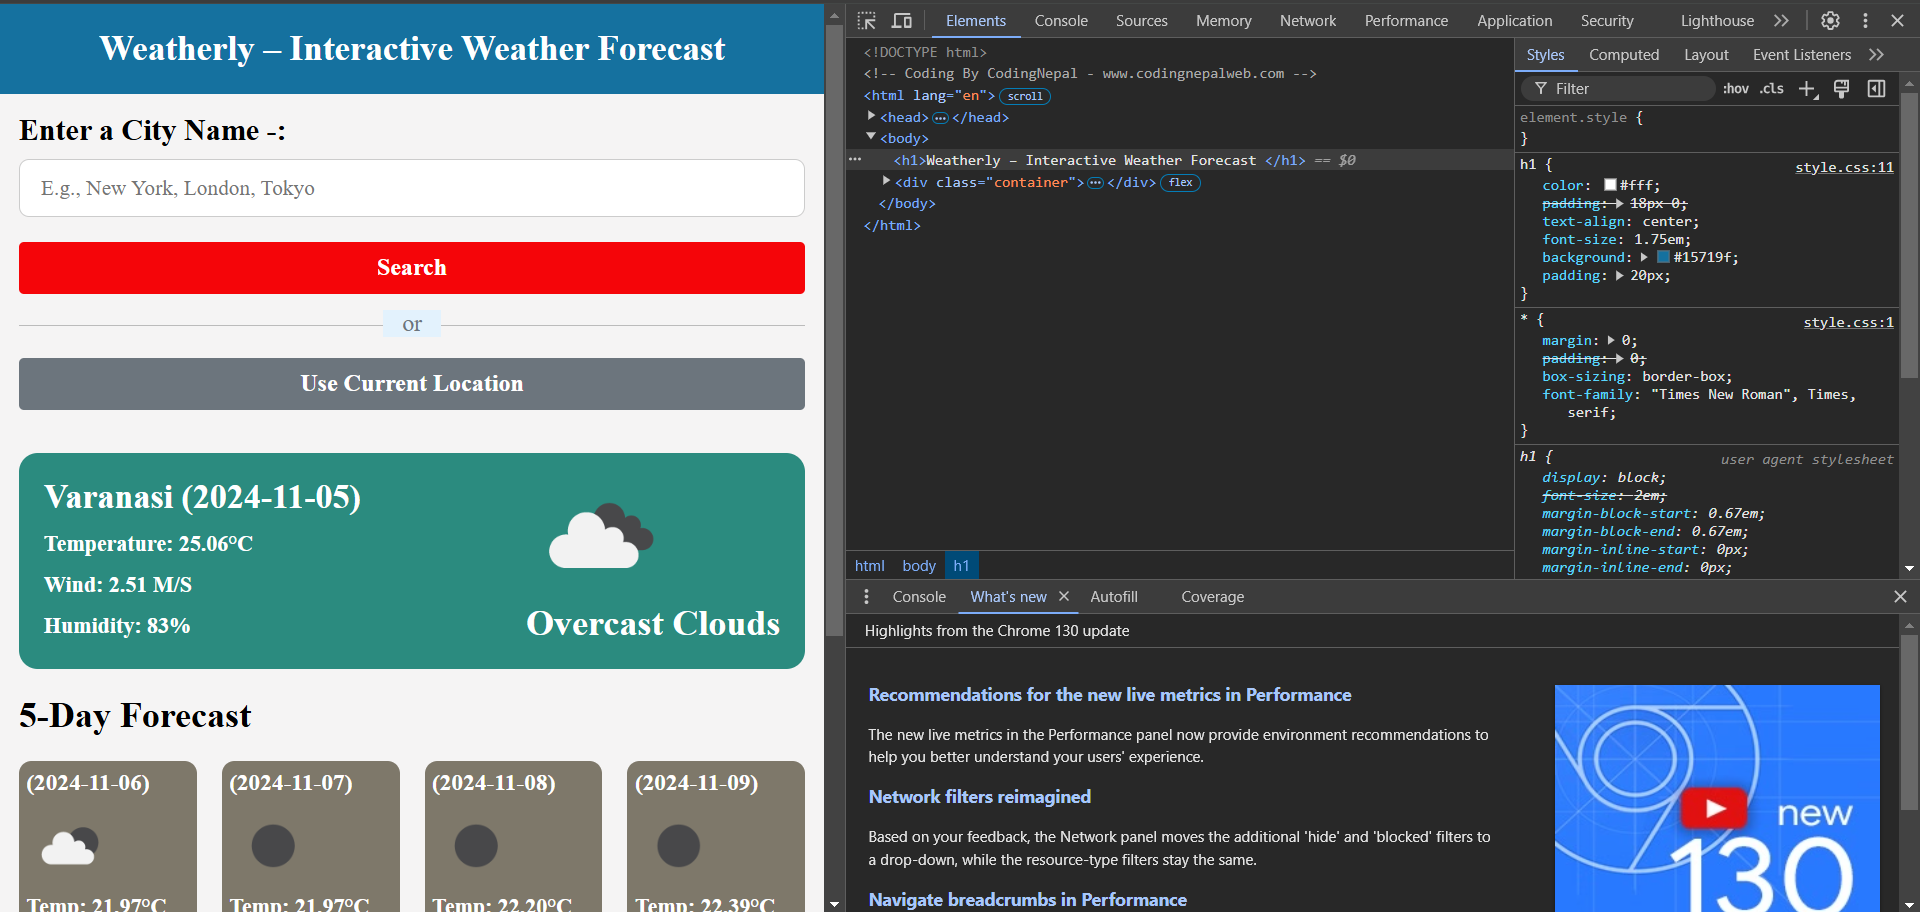 Weatherly – Interactive Weather Forecast
Enter a City Name -:
E.g., New York, London, Tokyo
Search
or
Use Current Location
Varanasi (2024-11-05)
Temperature: 25.06°C
Wind: 2.51 M/S
Humidity: 83%
Overcast Clouds
5-Day Forecast
(2024-11-06) (2024-11-07) (2024-11-08) (2024-11-09)
Temp: 21.97°C Temp: 21.97°C Temp: 22.20°C Temp: 22.39°C
Elements Console Sources Memory Network Performance Application Security Lighthouse
<!DOCTYPE html>
<!-- Coding By CodingNepal - www.codingnepalweb.com -->
<html lang="en"> scroll
<head> ••• </head>
<body>
<h1>Weatherly – Interactive Weather Forecast </h1> == $0
<div class="container"> ••• </div> flex
</body>
</html>
html body h1
Styles Computed Layout Event Listeners
Filter :hov .cls
element.style {
}
h1 { style.css:11
color: #fff;
padding: 18px 0;
text-align: center;
font-size: 1.75em;
background: #15719f;
padding: 20px;
}
* { style.css:1
margin: 0;
padding: 0;
box-sizing: border-box;
font-family: "Times New Roman", Times,
serif;
}
h1 { user agent stylesheet
display: block;
font-size: 2em;
margin-block-start: 0.67em;
margin-block-end: 0.67em;
margin-inline-start: 0px;
margin-inline-end: 0px;
Console What's new Autofill Coverage
Highlights from the Chrome 130 update
Recommendations for the new live metrics in Performance
The new live metrics in the Performance panel now provide environment recommendations to
help you better understand your users' experience.
Network filters reimagined
Based on your feedback, the Network panel moves the additional 'hide' and 'blocked' filters to
a drop-down, while the resource-type filters stay the same.
Navigate breadcrumbs in Performance
new
130